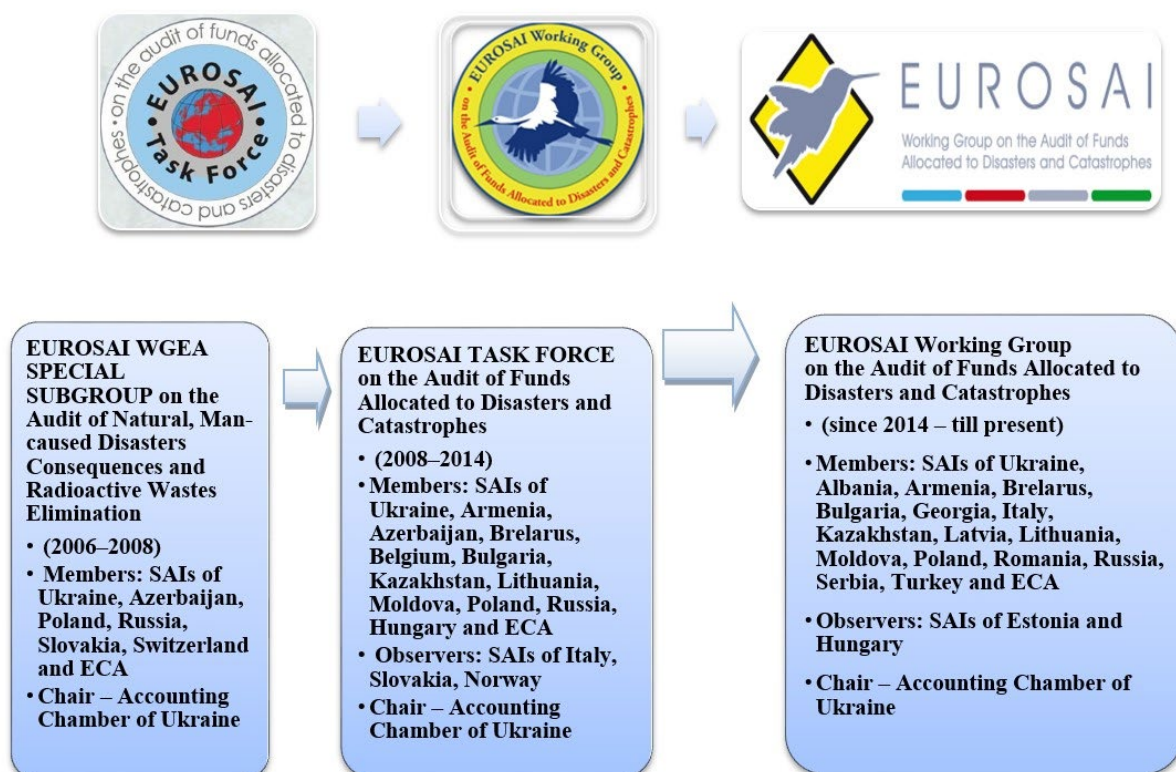 on the audit of funds allocated to disasters and catastrophes •
• EUROSAI •
Task Force
EUROSAI Working Group
• on the Audit of Funds Allocated to Disasters and Catastrophes •
EUROSAI
Working Group on the Audit of Funds
Allocated to Disasters and Catastrophes
EUROSAI WGEA
SPECIAL
SUBGROUP on the
Audit of Natural, Man-
caused Disasters
Consequences and
Radioactive Wastes
Elimination
• (2006–2008)
• Members: SAIs of
Ukraine, Azerbaijan,
Poland, Russia,
Slovakia, Switzerland
and ECA
• Chair – Accounting
Chamber of Ukraine
EUROSAI TASK FORCE
on the Audit of Funds
Allocated to Disasters and
Catastrophes
• (2008–2014)
• Members: SAIs of
Ukraine, Armenia,
Azerbaijan, Brelarus,
Belgium, Bulgaria,
Kazakhstan, Lithuania,
Moldova, Poland, Russia,
Hungary and ECA
• Observers: SAIs of Italy,
Slovakia, Norway
• Chair – Accounting
Chamber of Ukraine
EUROSAI Working Group
on the Audit of Funds Allocated to
Disasters and Catastrophes
• (since 2014 – till present)
• Members: SAIs of Ukraine,
Albania, Armenia, Brelarus,
Bulgaria, Georgia, Italy,
Kazakhstan, Latvia, Lithuania,
Moldova, Poland, Romania, Russia,
Serbia, Turkey and ECA
• Observers: SAIs of Estonia and
Hungary
• Chair – Accounting Chamber of
Ukraine